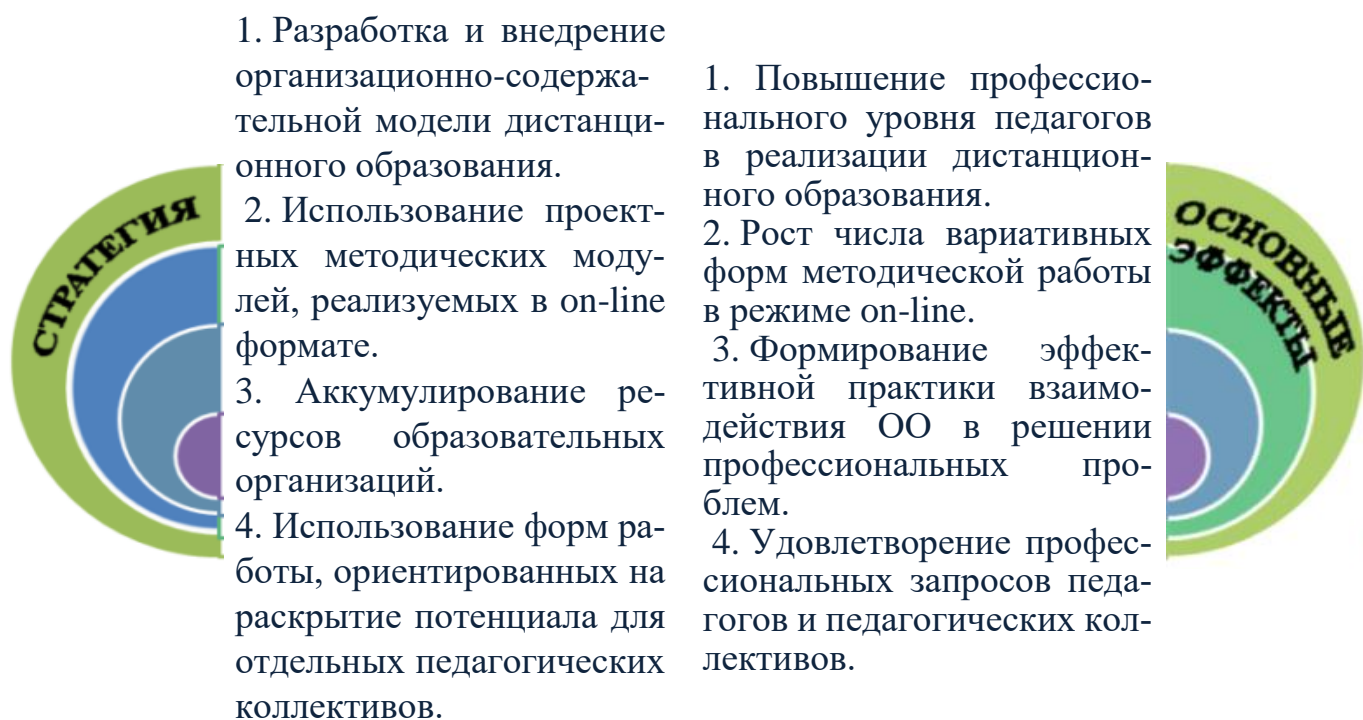 СТРАТЕГИЯ
1. Разработка и внедрение
организационно-содержа-
тельной модели дистанци-
онного образования.
2. Использование проект-
ных методических моду-
лей, реализуемых в on-line
формате.
3. Аккумулирование ре-
сурсов образовательных
организаций.
4. Использование форм ра-
боты, ориентированных на
раскрытие потенциала для
отдельных педагогических
коллективов.
1. Повышение профессио-
нального уровня педагогов
в реализации дистанцион-
ного образования.
2. Рост числа вариативных
форм методической работы
в режиме on-line.
3. Формирование эффек-
тивной практики взаимо-
действия ОО в решении
профессиональных про-
блем.
4. Удовлетворение профес-
сиональных запросов педа-
гогов и педагогических кол-
лективов.
ОСНОВНЫЕ
ЭФФЕКТЫ